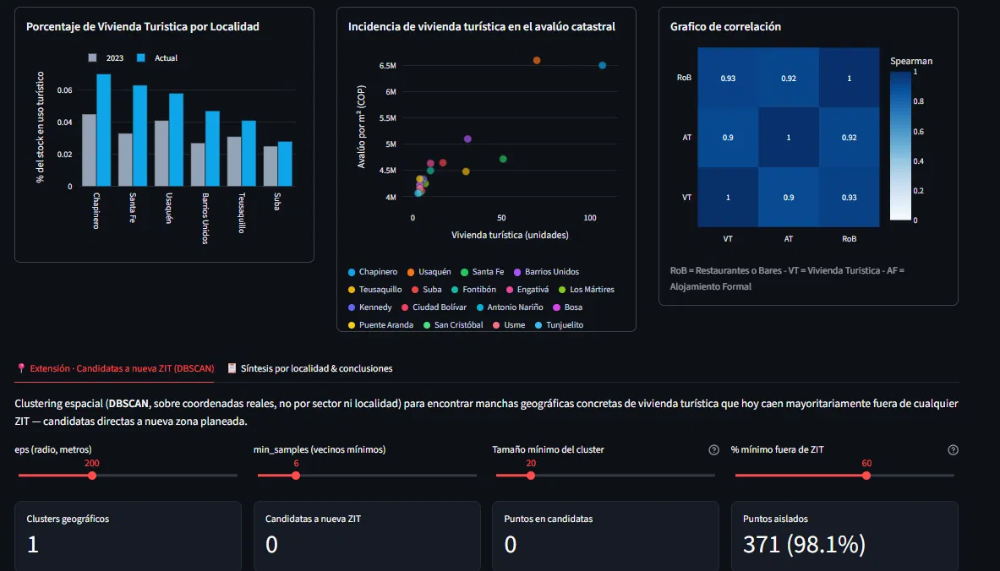 Porcentaje de Vivienda Turistica por Localidad
2023 Actual
% del stock en uso turístico
0.06
0.04
0.02
0
Chapinero
Santa Fe
Usaquén
Barrios Unidos
Teusaquillo
Suba
Incidencia de vivienda turística en el avalúo catastral
Avalúo por m² (COP)
6.5M
6M
5.5M
5M
4.5M
4M
0 50 100
Vivienda turística (unidades)
Chapinero Usaquén Santa Fe Barrios Unidos
Teusaquillo Suba Fontibón Engativá Los Mártires
Kennedy Ciudad Bolívar Antonio Nariño Bosa
Puente Aranda San Cristóbal Usme Tunjuelito
Grafico de correlación
Spearman
RoB 0.93 0.92 1
AT 0.9 1 0.92
VT 1 0.9 0.93
VT AT RoB
1
0.8
0.6
0.4
0.2
0
RoB = Restaurantes o Bares - VT = Vivienda Turistica - AF =
Alojamiento Formal
Extensión · Candidatas a nueva ZIT (DBSCAN) Síntesis por localidad & conclusiones
Clustering espacial (DBSCAN, sobre coordenadas reales, no por sector ni localidad) para encontrar manchas geográficas concretas de vivienda turística que hoy caen mayoritariamente fuera de cualquier
ZIT — candidatas directas a nueva zona planeada.
eps (radio, metros)
200
min_samples (vecinos mínimos)
6
Tamaño mínimo del cluster ?
20
% mínimo fuera de ZIT ?
60
Clusters geográficos
1
Candidatas a nueva ZIT
0
Puntos en candidatas
0
Puntos aislados
371 (98.1%)